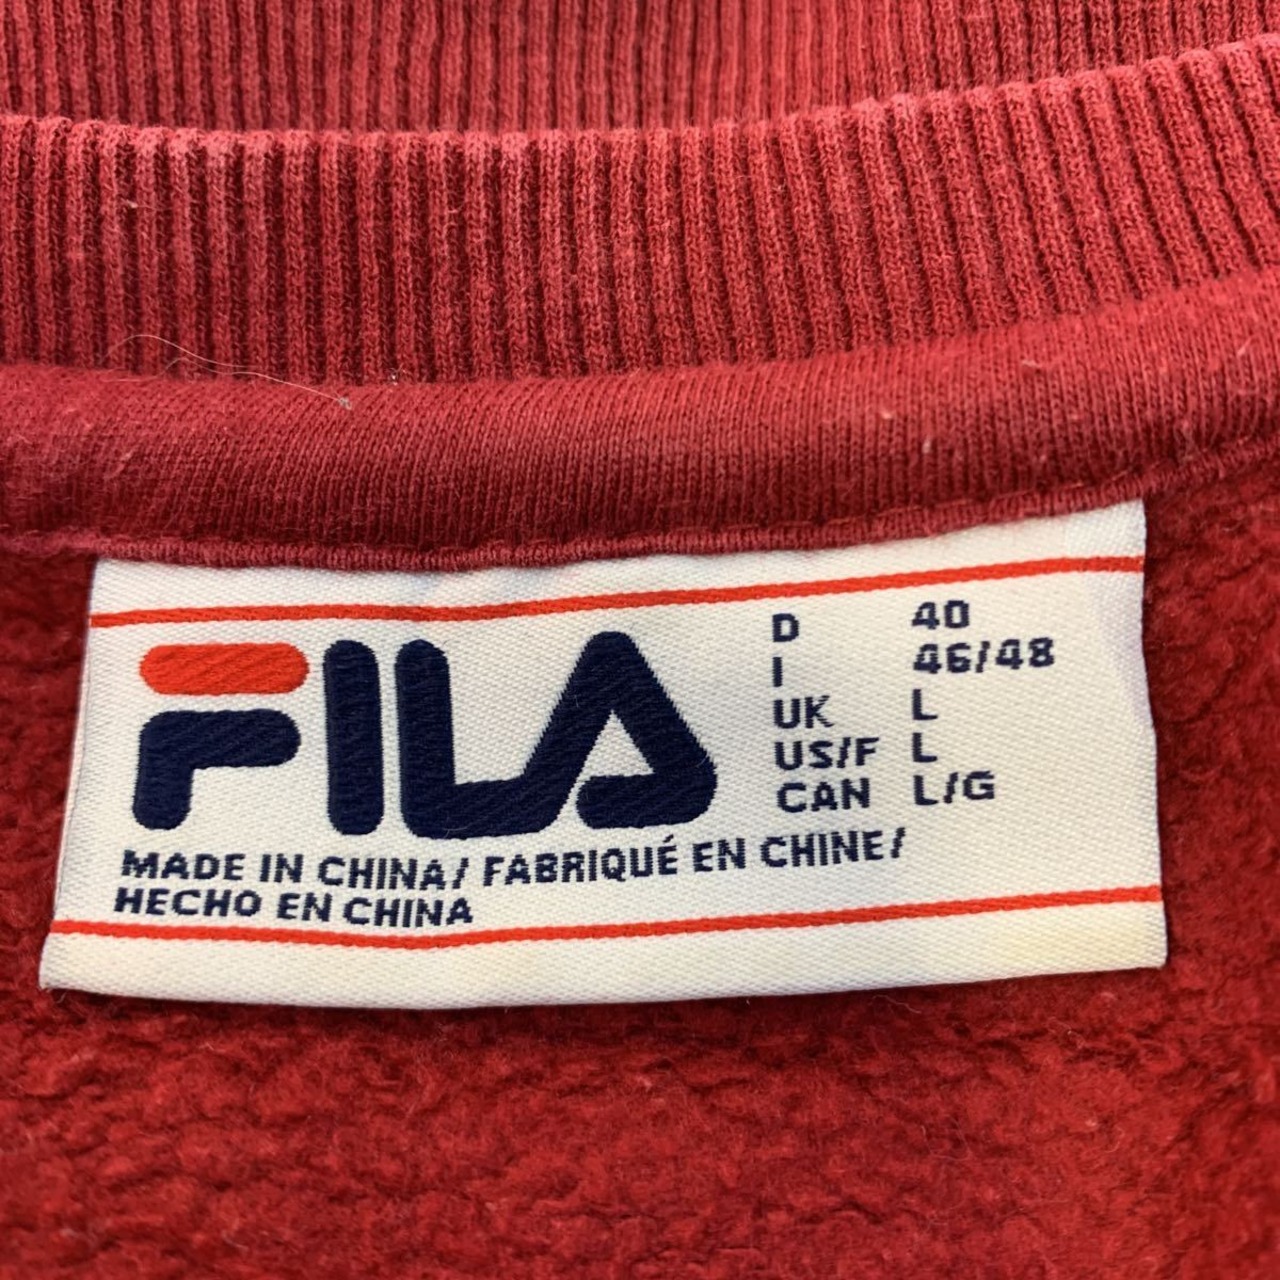 FILA
D 40
I 46/48
UK L
US/F L
CAN L/G
MADE IN CHINA/ FABRIQUÉ EN CHINE/
HECHO EN CHINA